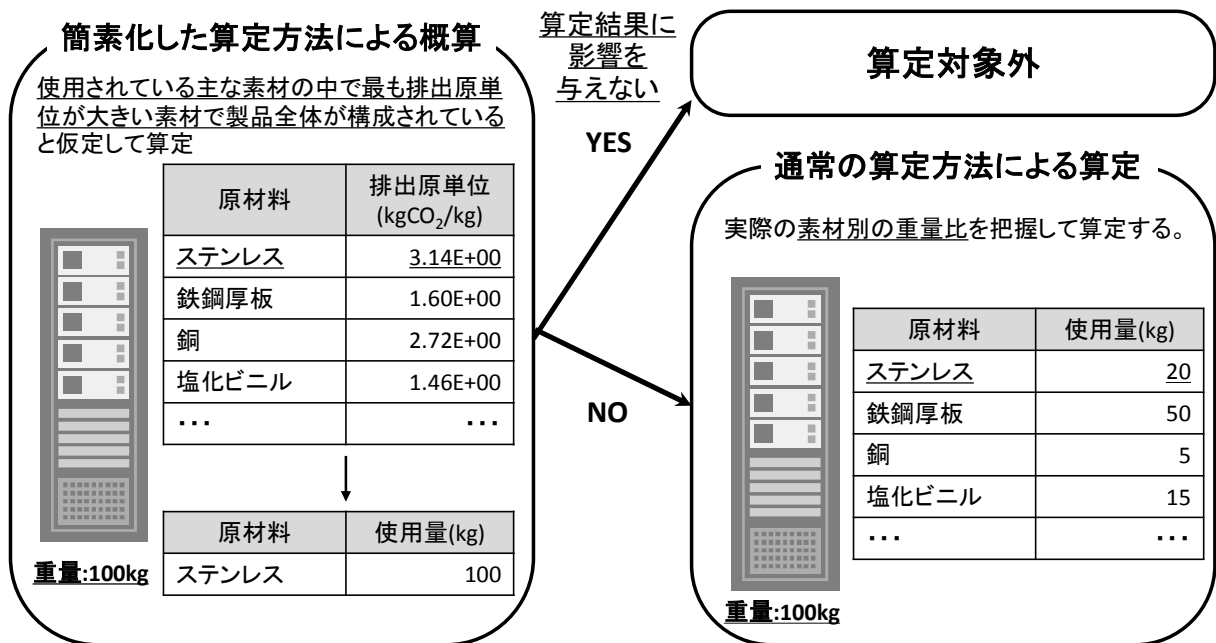 簡素化した算定方法による概算
使用されている主な素材の中で最も排出原単
位が大きい素材で製品全体が構成されている
と仮定して算定
原材料 排出原単位
(kgCO₂/kg)
ステンレス 3.14E+00
鉄鋼厚板 1.60E+00
銅 2.72E+00
塩化ビニル 1.46E+00
・・・ ・・・
原材料 使用量(kg)
ステンレス 100
重量:100kg
算定結果に
影響を
与えない
YES
NO
算定対象外
通常の算定方法による算定
実際の素材別の重量比を把握して算定する。
原材料 使用量(kg)
ステンレス 20
鉄鋼厚板 50
銅 5
塩化ビニル 15
・・・ ・・・
重量:100kg